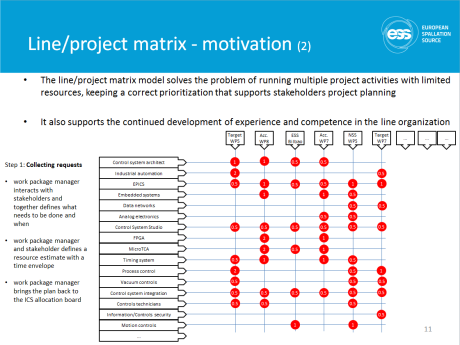 Line/project matrix - motivation (2)
ess
EUROPEAN
SPALLATION
SOURCE
• The line/project matrix model solves the problem of running multiple project activities with limited
resources, keeping a correct prioritization that supports stakeholders project planning
• It also supports the continued development of experience and competence in the line organization
Target Acc. ESS Acc. NSS Target ... ... ...
WP5 WP8 WP7 WP5 WP7
Step 1: Collecting requests
• work package manager
interacts with
stakeholders and
together defines what
needs to be done and
when
• work package manager
and stakeholder defines a
resource estimate with a
time envelope
• work package manager
brings the plan back to
the ICS allocation board
Control system architect 1 1 0.5 0.5
Industrial automation 2 0.5
EPICS 0.5 1 0.5 0.5 1 1
Embedded systems 1 1 0.5
Data networks 0.5 0.5
Analog electronics 0.5 0.5
Control System Studio 0.5 0.5 0.5 0.5 0.5 0.5
FPGA 2 1
MicroTCA 2 0.5 1
Timing system 0.5 1 1 0.5
Process control 2 0.5 1
Vacuum controls 0.5 0.5 0.5
Control system integration 0.5 0.5 0.5 0.5 0.5 0.5
Controls technicians 0.5 0.5 0.5
Information/Controls security 0.5
Motion controls 1 1
...
11